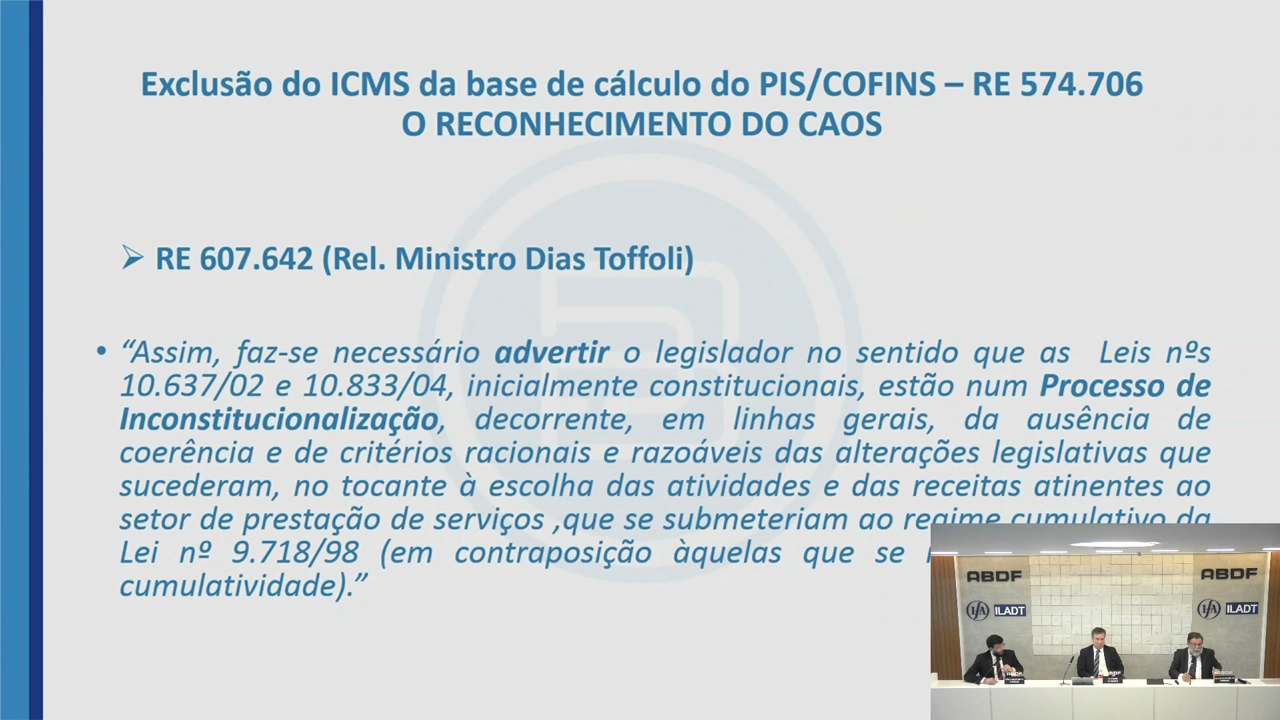 Exclusão do ICMS da base de cálculo do PIS/COFINS – RE 574.706
O RECONHECIMENTO DO CAOS
RE 607.642 (Rel. Ministro Dias Toffoli)
“Assim, faz-se necessário advertir o legislador no sentido que as Leis nºs
10.637/02 e 10.833/04, inicialmente constitucionais, estão num Processo de
Inconstitucionalização, decorrente, em linhas gerais, da ausência de
coerência e de critérios racionais e razoáveis das alterações legislativas que
sucederam, no tocante à escolha das atividades e das receitas atinentes ao
setor de prestação de serviços ,que se submeteriam ao regime cumulativo da
Lei nº 9.718/98 (em contraposição àquelas que se
cumulatividade).”
ABDF
IFA ILADT
ABDF
IFA ILADT